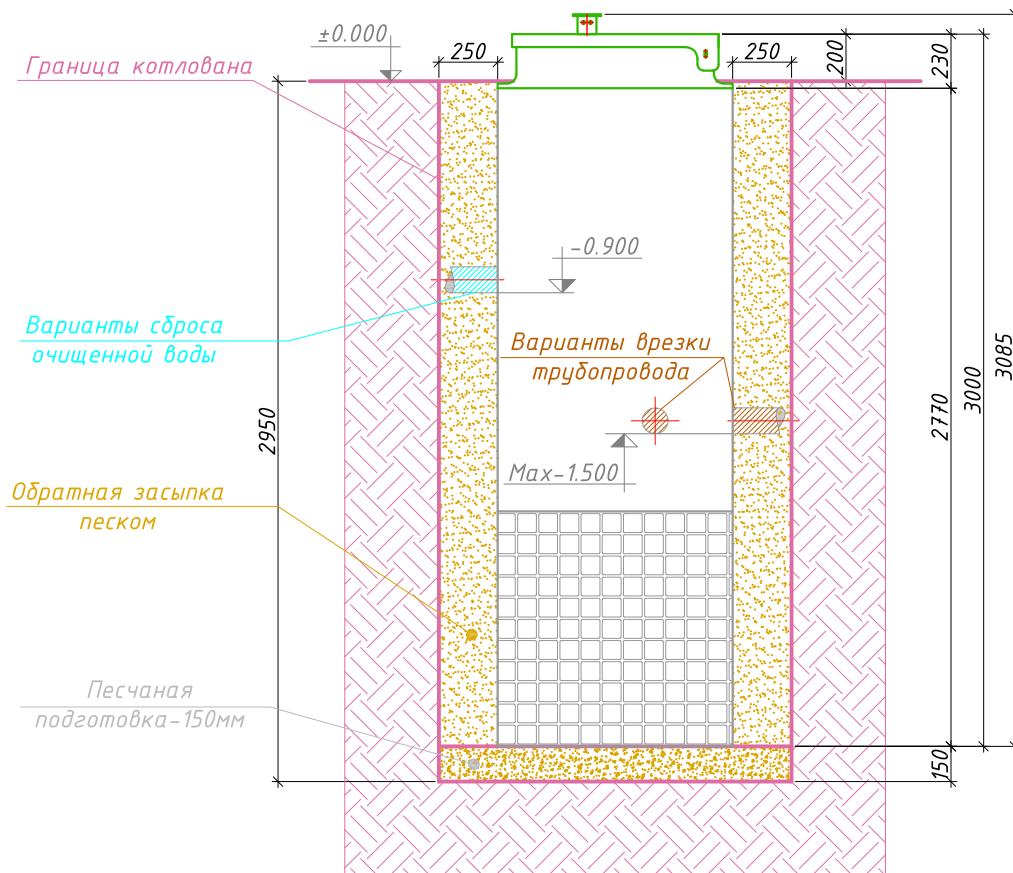 ±0.000
250
250
200
230
Граница котлована
-0.900
Варианты сброса
очищенной воды
Варианты врезки
трубопровода
3085
3000
2770
2950
Max-1.500
Обратная засыпка
песком
Песчаная
подготовка-150мм
150